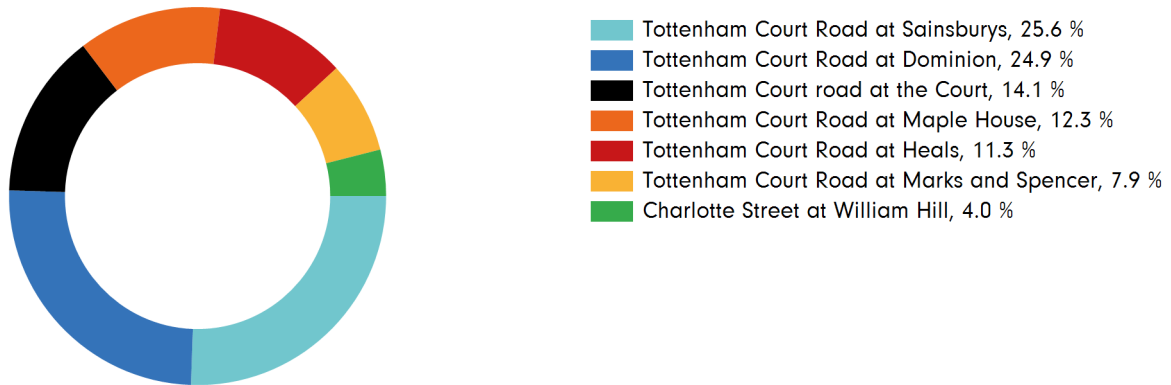 Tottenham Court Road at Sainsburys, 25.6 %
Tottenham Court Road at Dominion, 24.9 %
Tottenham Court road at the Court, 14.1 %
Tottenham Court Road at Maple House, 12.3 %
Tottenham Court Road at Heals, 11.3 %
Tottenham Court Road at Marks and Spencer, 7.9 %
Charlotte Street at William Hill, 4.0 %